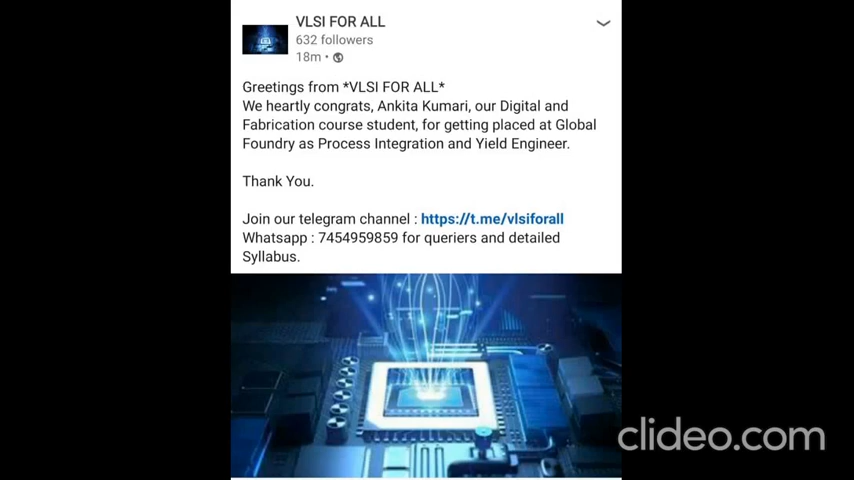 VLSI FOR ALL
632 followers
18m •
Greetings from *VLSI FOR ALL*
We heartly congrats, Ankita Kumari, our Digital and
Fabrication course student, for getting placed at Global
Foundry as Process Integration and Yield Engineer.
Thank You.
Join our telegram channel : https://t.me/vlsiforall
Whatsapp : 7454959859 for queriers and detailed
Syllabus.
clideo.com